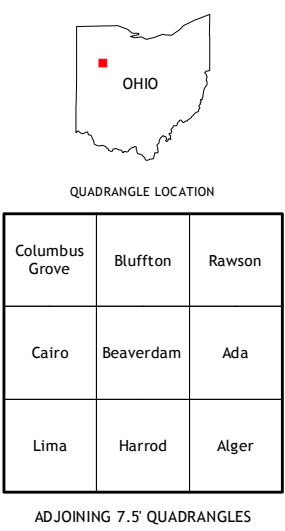 OHIO
QUADRANGLE LOCATION
Columbus
Grove
Bluffton
Rawson
Cairo
Beaverdam
Ada
Lima
Harrod
Alger
ADJOINING 7.5' QUADRANGLES